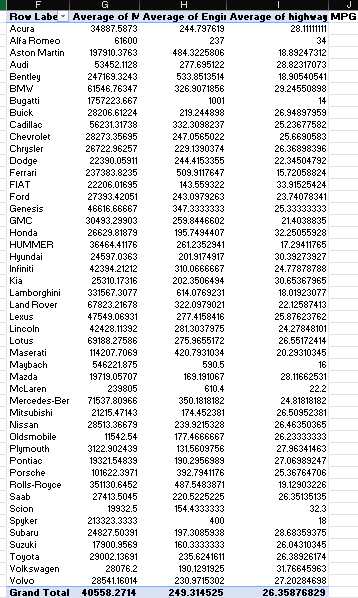 F G H I J
Row Labe Average of M Average of Engi Average of highway MPG
Acura 34887.5873 244.797619 28.11111111
Alfa Romeo 61600 237 34
Aston Martin 197910.3763 484.3225806 18.89247312
Audi 53452.1128 277.695122 28.82317073
Bentley 247169.3243 533.8513514 18.90540541
BMW 61546.76347 326.9071856 29.24550898
Bugatti 1757223.667 1001 14
Buick 28206.61224 219.244898 26.94897959
Cadillac 56231.31738 332.3098237 25.23677582
Chevrolet 28273.35695 247.0565022 25.6690583
Chrysler 26722.96257 229.1390374 26.36898396
Dodge 22390.05911 244.4153355 22.34504792
Ferrari 237383.8235 509.9117647 15.72058824
FIAT 22206.01695 143.559322 33.91525424
Ford 27393.42051 243.0979263 23.74078341
Genesis 46616.66667 347.3333333 25.33333333
GMC 30493.29903 259.8446602 21.4038835
Honda 26629.81879 195.7494407 32.25055928
HUMMER 36464.41176 261.2352941 17.29411765
Hyundai 24597.0363 201.9174917 30.39273927
Infiniti 42394.21212 310.0666667 24.77878788
Kia 25310.17316 202.3506494 30.65367965
Lamborghini 331567.3077 614.0769231 18.01923077
Land Rover 67823.21678 322.0979021 22.12587413
Lexus 47549.06931 277.4158416 25.87623762
Lincoln 42428.11392 281.3037975 24.27848101
Lotus 69188.27586 275.9655172 26.55172414
Maserati 114207.7069 420.7931034 20.29310345
Maybach 546221.875 590.5 16
Mazda 19719.05707 169.191067 28.11662531
McLaren 239805 610.4 22.2
Mercedes-Ber 71537.80966 350.1818182 24.81818182
Mitsubishi 21215.47143 174.452381 26.50952381
Nissan 28513.36679 239.9215328 26.46350365
Oldsmobile 11542.54 177.4666667 26.23333333
Plymouth 3122.902439 131.5609756 27.96341463
Pontiac 19321.54839 190.2956989 27.06989247
Porsche 101622.3971 392.7941176 25.36764706
Rolls-Royce 351130.6452 487.5483871 19.12903226
Saab 27413.5045 220.5225225 26.35135135
Scion 19932.5 154.4333333 32.3
Spyker 213323.3333 400 18
Subaru 24827.50391 197.3085938 28.68359375
Suzuki 17900.9569 160.3333333 26.04310345
Toyota 29002.13691 235.6246611 26.38926174
Volkswagen 28076.2 190.1291925 31.76645963
Volvo 28541.16014 230.9715302 27.20284698
Grand Total 40558.2714 249.314525 26.35876829